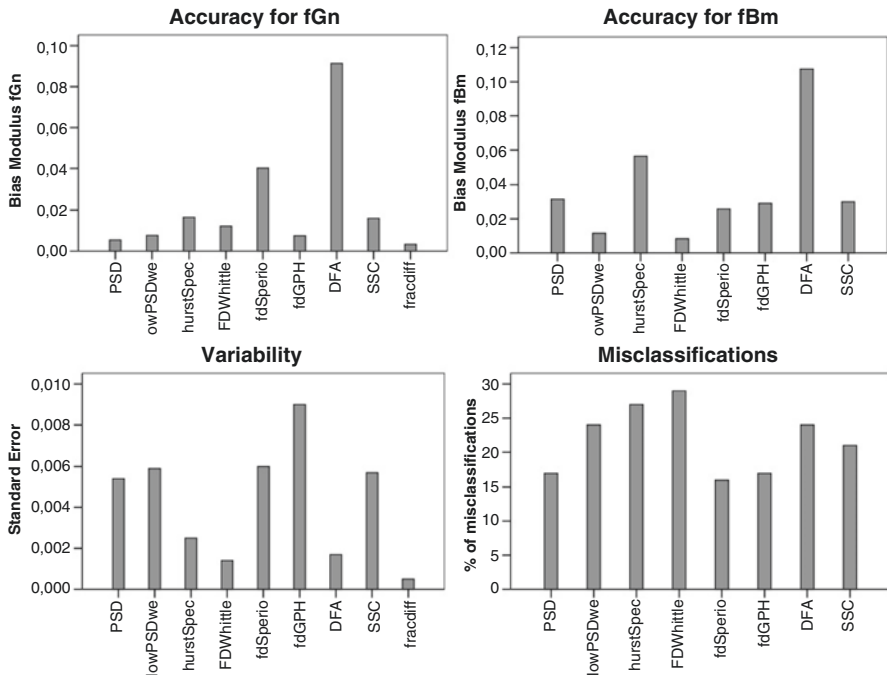 Accuracy for fGn
Bias Modulus fGn
0,10
0,08
0,06
0,04
0,02
0,00
PSD
owPSDwe
hurstSpec
FDWhittle
fdSperio
fdGPH
DFA
SSC
fracdiff
Accuracy for fBm
Bias Modulus fBm
0,12
0,10
0,08
0,06
0,04
0,02
0,00
PSD
owPSDwe
hurstSpec
FDWhittle
fdSperio
fdGPH
DFA
SSC
Variability
Standard Error
0,010
0,008
0,006
0,004
0,002
0,000
PSD
lowPSDwe
hurstSpec
FDWhittle
fdSperio
fdGPH
DFA
SSC
fracdiff
Misclassifications
% of misclassifications
30
25
20
15
10
5
0
PSD
lowPSDwe
hurstSpec
FDWhittle
fdSperio
fdGPH
DFA
SSC